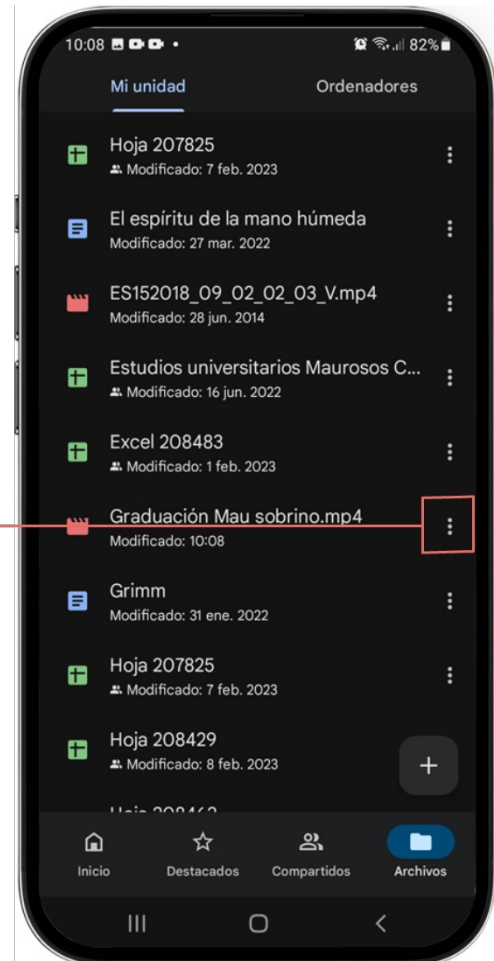 10:08 82%
Mi unidad Ordenadores
Hoja 207825
Modificado: 7 feb. 2023
El espíritu de la mano húmeda
Modificado: 27 mar. 2022
ES152018_09_02_02_03_V.mp4
Modificado: 28 jun. 2014
Estudios universitarios Maurosos C...
Modificado: 16 jun. 2022
Excel 208483
Modificado: 1 feb. 2023
Graduación Mau sobrino.mp4
Modificado: 10:08
Grimm
Modificado: 31 ene. 2022
Hoja 207825
Modificado: 7 feb. 2023
Hoja 208429
Modificado: 8 feb. 2023
Inicio Destacados Compartidos Archivos